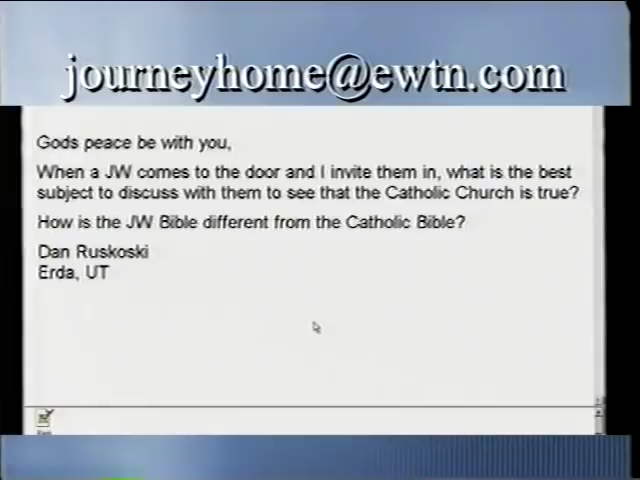 journeyhome@ewtn.com
Gods peace be with you,
When a JW comes to the door and I invite them in, what is the best
subject to discuss with them to see that the Catholic Church is true?
How is the JW Bible different from the Catholic Bible?
Dan Ruskoski
Erda, UT